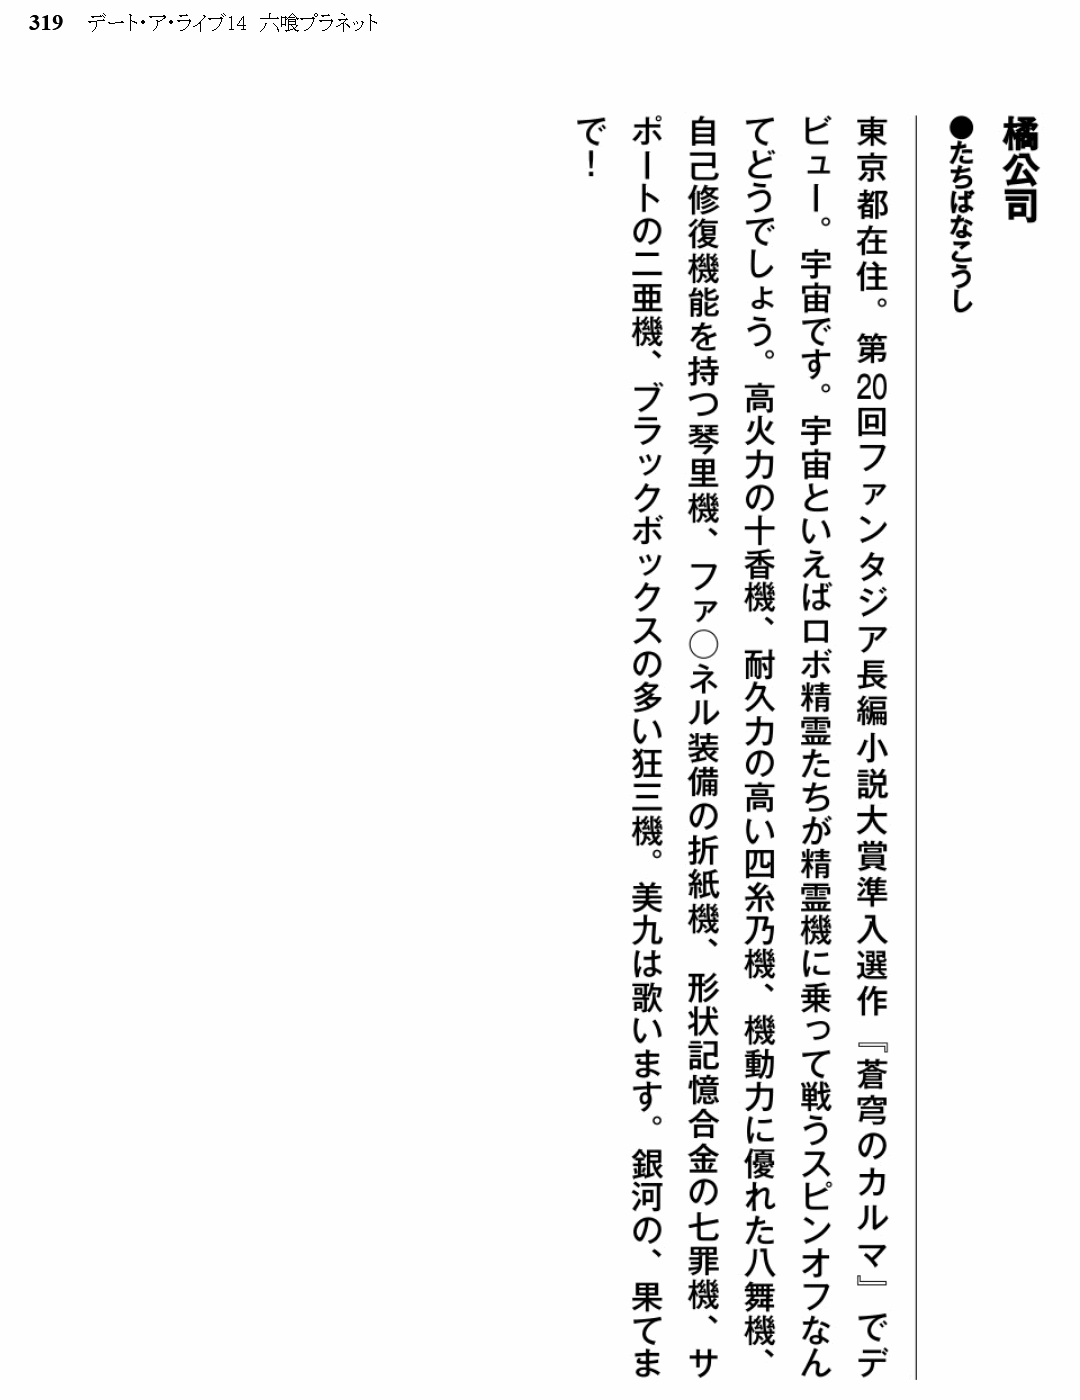 319 デート・ア・ライブ14 六喰プラネット
橘公司
●たちばなこうし
東京都在住。第20回ファンタジア長編小説大賞準入選作『蒼穹のカルマ』でデ
ビュー。宇宙です。宇宙といえばロボ精霊たちが精霊機に乗って戦うスピンオフなん
てどうでしょう。高火力の十香機、耐久力の高い四糸乃機、機動力に優れた八舞機、
自己修復機能を持つ琴里機、ファ◯ネル装備の折紙機、形状記憶合金の七罪機、サ
ポートの二亜機、ブラックボックスの多い狂三機。美九は歌います。銀河の、果てま
で！